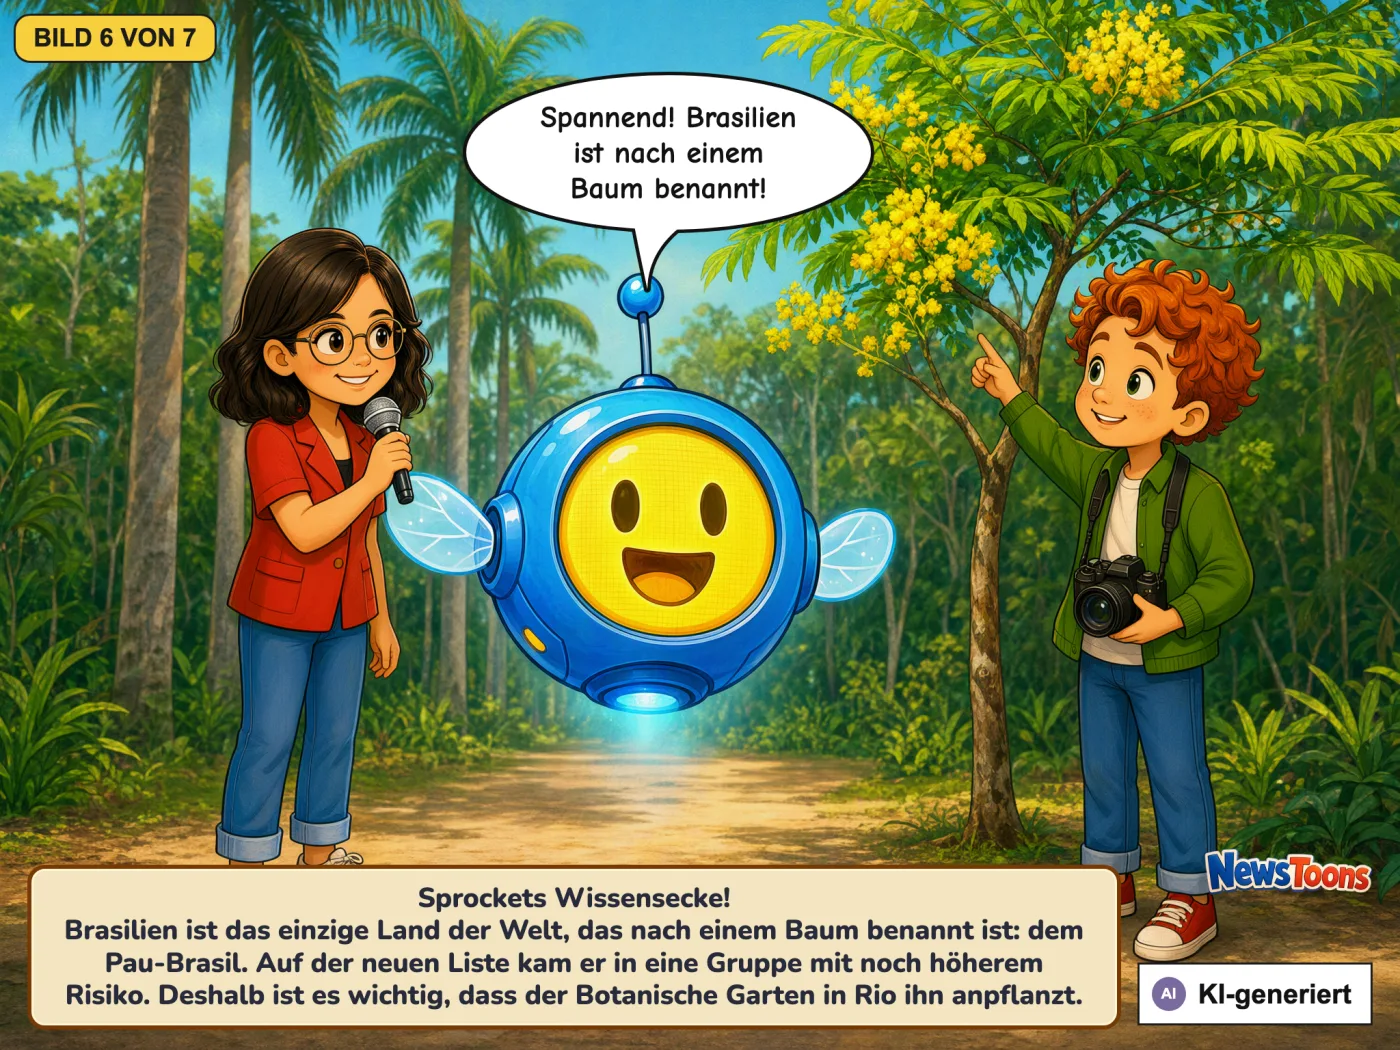 BILD 6 VON 7
Spannend! Brasilien
ist nach einem
Baum benannt!
Sprockets Wissensecke!
Brasilien ist das einzige Land der Welt, das nach einem Baum benannt ist: dem
Pau-Brasil. Auf der neuen Liste kam er in eine Gruppe mit noch höherem
Risiko. Deshalb ist es wichtig, dass der Botanische Garten in Rio ihn anpflanzt.
NewsToons
AI KI-generiert